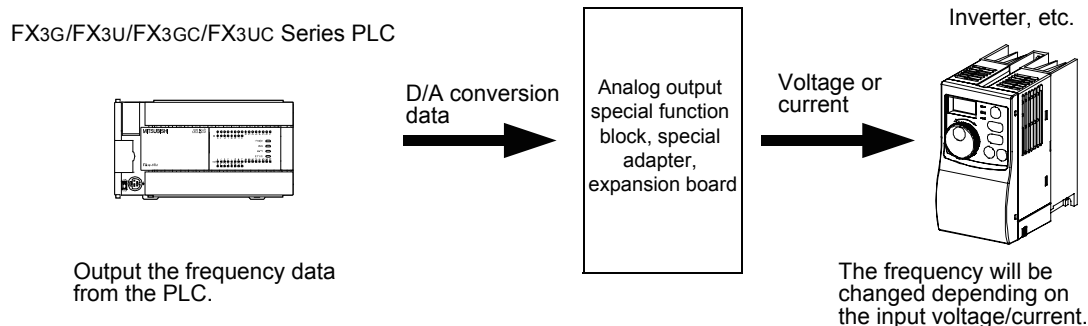 FX3G/FX3U/FX3GC/FX3UC Series PLC
Inverter, etc.
D/A conversion
data
Analog output
special function
block, special
adapter,
expansion board
Voltage or
current
MITSUBISHI
Output the frequency data
from the PLC.
The frequency will be
changed depending on
the input voltage/current.